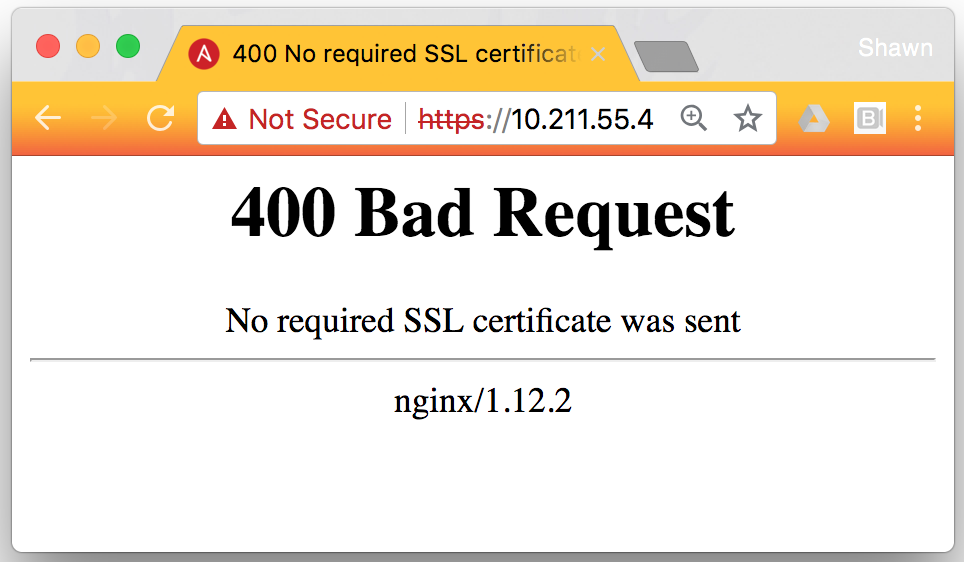 400 No required SSL certificat
Shawn
Not Secure https://10.211.55.4
400 Bad Request
No required SSL certificate was sent
nginx/1.12.2